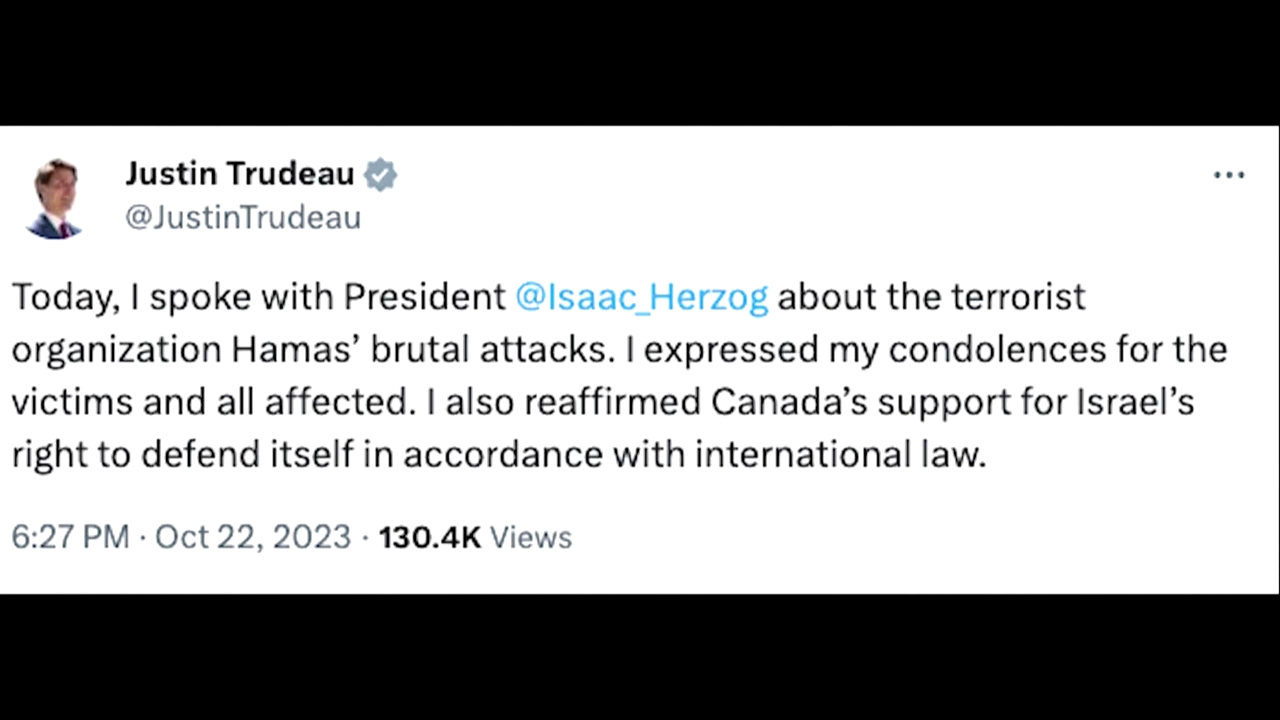 Justin Trudeau
@JustinTrudeau
Today, I spoke with President @Isaac_Herzog about the terrorist
organization Hamas’ brutal attacks. I expressed my condolences for the
victims and all affected. I also reaffirmed Canada’s support for Israel’s
right to defend itself in accordance with international law.
6:27 PM · Oct 22, 2023 · 130.4K Views